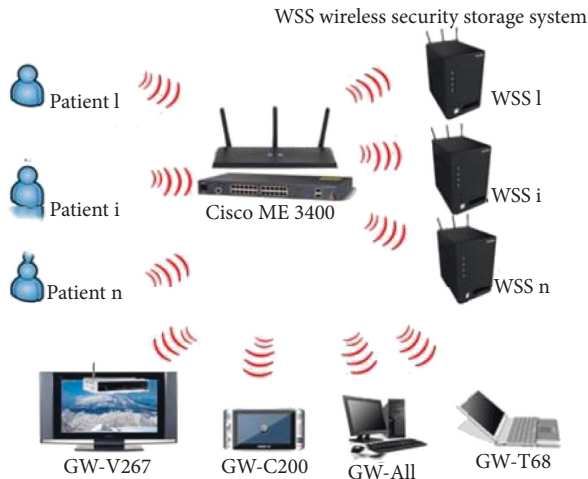 WSS wireless security storage system
Patient l
WSS l
Patient i
Cisco ME 3400
WSS i
Patient n
WSS n
GW-V267
GW-C200
GW-All
GW-T68